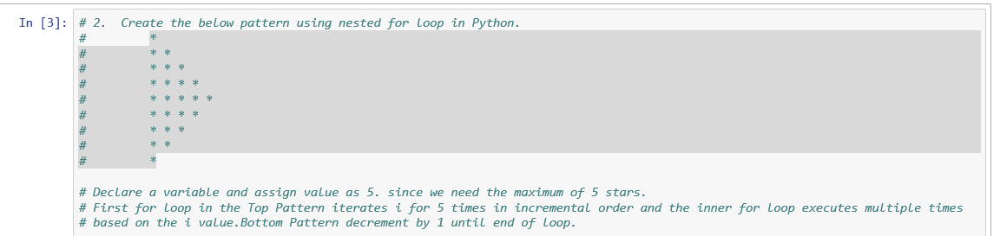 In [3]: # 2.  Create the below pattern using nested for loop in Python.
#         *
#         * *
#         * * *
#         * * * *
#         * * * * *
#         * * * *
#         * * *
#         * *
#         *
# Declare a variable and assign value as 5. since we need the maximum of 5 stars.
# First for loop in the Top Pattern iterates i for 5 times in incremental order and the inner for loop executes multiple times
# based on the i value.Bottom Pattern decrement by 1 until end of loop.